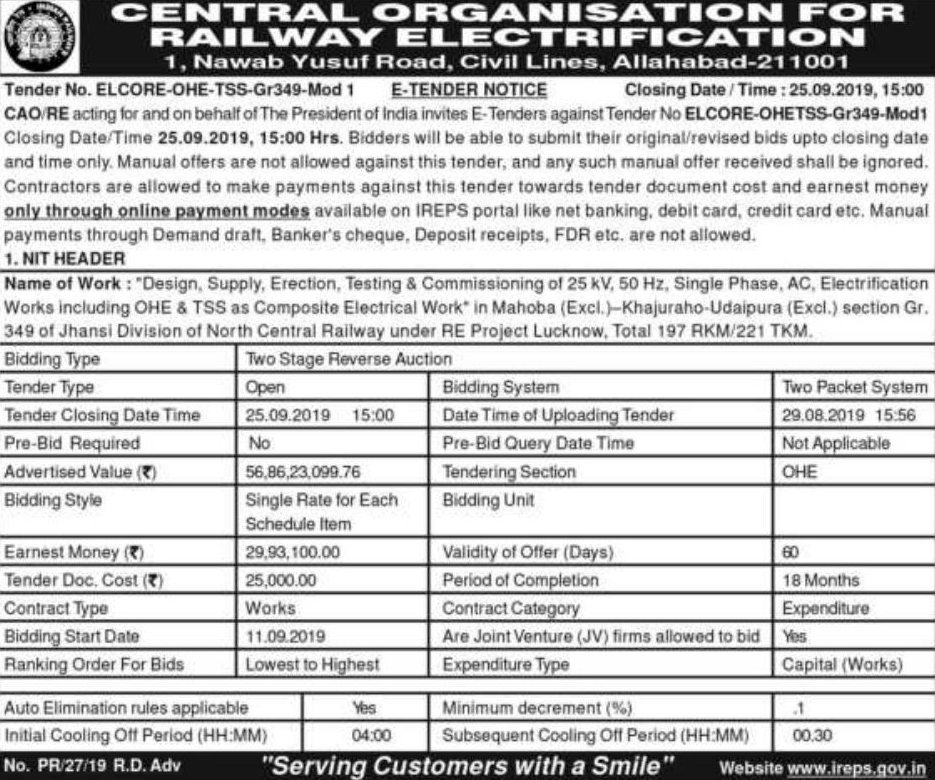 CENTRAL ORGANISATION FOR
RAILWAY ELECTRIFICATION
1, Nawab Yusuf Road, Civil Lines, Allahabad-211001
Tender No. ELCORE-OHE-TSS-Gr349-Mod 1 E-TENDER NOTICE Closing Date / Time : 25.09.2019, 15:00
CAO/RE acting for and on behalf of The President of India invites E-Tenders against Tender No ELCORE-OHETSS-Gr349-Mod1
Closing Date/Time 25.09.2019, 15:00 Hrs. Bidders will be able to submit their original/revised bids upto closing date
and time only. Manual offers are not allowed against this tender, and any such manual offer received shall be ignored.
Contractors are allowed to make payments against this tender towards tender document cost and earnest money
only through online payment modes available on IREPS portal like net banking, debit card, credit card etc. Manual
payments through Demand draft, Banker's cheque, Deposit receipts, FDR etc. are not allowed.
1. NIT HEADER
Name of Work : "Design, Supply, Erection, Testing & Commissioning of 25 kV, 50 Hz, Single Phase, AC, Electrification
Works including OHE & TSS as Composite Electrical Work" in Mahoba (Excl.)–Khajuraho-Udaipura (Excl.) section Gr.
349 of Jhansi Division of North Central Railway under RE Project Lucknow, Total 197 RKM/221 TKM.
Bidding Type Two Stage Reverse Auction
Tender Type Open Bidding System Two Packet System
Tender Closing Date Time 25.09.2019 15:00 Date Time of Uploading Tender 29.08.2019 15:56
Pre-Bid Required No Pre-Bid Query Date Time Not Applicable
Advertised Value (₹) 56,86,23,099.76 Tendering Section OHE
Bidding Style Single Rate for Each Bidding Unit
Schedule Item
Earnest Money (₹) 29,93,100.00 Validity of Offer (Days) 60
Tender Doc. Cost (₹) 25,000.00 Period of Completion 18 Months
Contract Type Works Contract Category Expenditure
Bidding Start Date 11.09.2019 Are Joint Venture (JV) firms allowed to bid Yes
Ranking Order For Bids Lowest to Highest Expenditure Type Capital (Works)
Auto Elimination rules applicable Yes Minimum decrement (%) .1
Initial Cooling Off Period (HH:MM) 04:00 Subsequent Cooling Off Period (HH:MM) 00.30
No. PR/27/19 R.D. Adv "Serving Customers with a Smile" Website www.ireps.gov.in